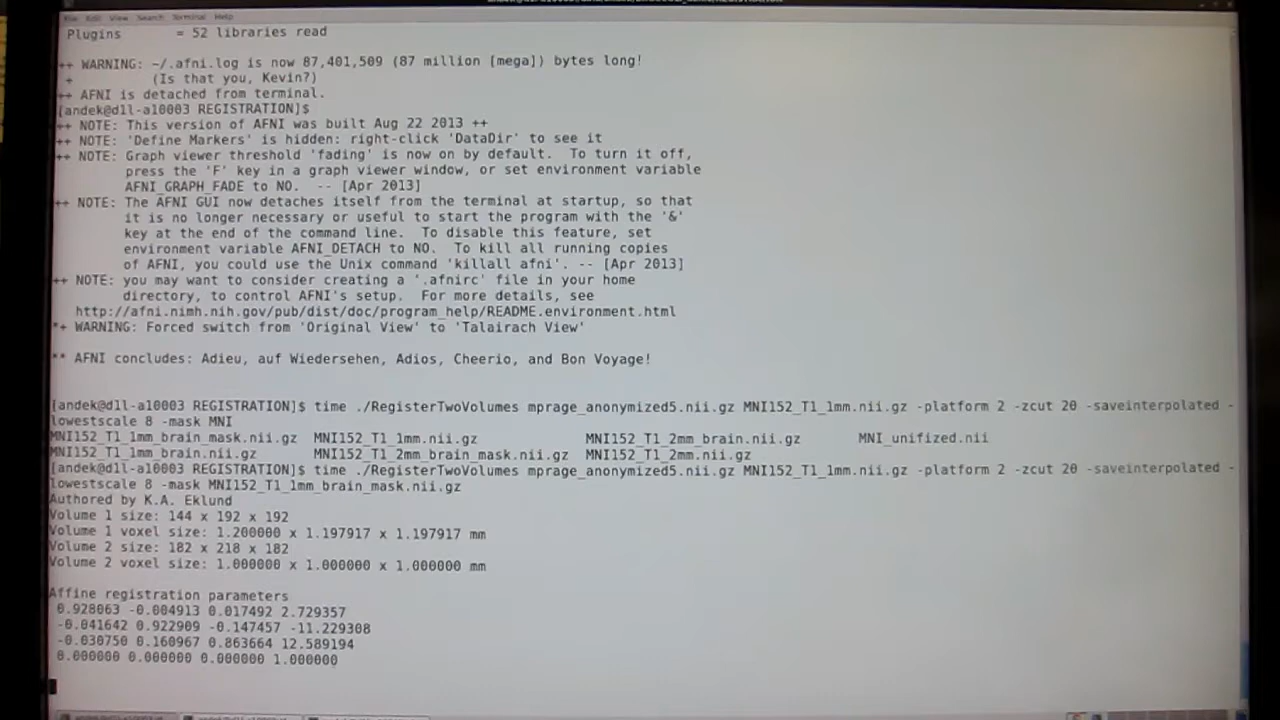 File Edit View Search Terminal Help
Plugins = 52 libraries read
++ WARNING: ~/.afni.log is now 87,401,509 (87 million [mega]) bytes long!
+ (Is that you, Kevin?)
++ AFNI is detached from terminal.
[andek@dll-a10003 REGISTRATION]$
++ NOTE: This version of AFNI was built Aug 22 2013 ++
++ NOTE: 'Define Markers' is hidden: right-click 'DataDir' to see it
++ NOTE: Graph viewer threshold 'fading' is now on by default. To turn it off,
press the 'F' key in a graph viewer window, or set environment variable
AFNI_GRAPH_FADE to NO. -- [Apr 2013]
++ NOTE: The AFNI GUI now detaches itself from the terminal at startup, so that
it is no longer necessary or useful to start the program with the '&'
key at the end of the command line. To disable this feature, set
environment variable AFNI_DETACH to NO. To kill all running copies
of AFNI, you could use the Unix command 'killall afni'. -- [Apr 2013]
++ NOTE: you may want to consider creating a '.afnirc' file in your home
directory, to control AFNI's setup. For more details, see
http://afni.nimh.nih.gov/pub/dist/doc/program_help/README.environment.html
*+ WARNING: Forced switch from 'Original View' to 'Talairach View'
** AFNI concludes: Adieu, auf Wiedersehen, Adios, Cheerio, and Bon Voyage!
[andek@dll-a10003 REGISTRATION]$ time ./RegisterTwoVolumes mprage_anonymized5.nii.gz MNI152_T1_1mm.nii.gz -platform 2 -zcut 20 -saveinterpolated -
lowestscale 8 -mask MNI
MNI152_T1_1mm_brain_mask.nii.gz MNI152_T1_1mm.nii.gz MNI152_T1_2mm_brain.nii.gz MNI_unifized.nii
MNI152_T1_1mm_brain.nii.gz MNI152_T1_2mm_brain_mask.nii.gz MNI152_T1_2mm.nii.gz
[andek@dll-a10003 REGISTRATION]$ time ./RegisterTwoVolumes mprage_anonymized5.nii.gz MNI152_T1_1mm.nii.gz -platform 2 -zcut 20 -saveinterpolated -
lowestscale 8 -mask MNI152_T1_1mm_brain_mask.nii.gz
Authored by K.A. Eklund
Volume 1 size: 144 x 192 x 192
Volume 1 voxel size: 1.200000 x 1.197917 x 1.197917 mm
Volume 2 size: 182 x 218 x 182
Volume 2 voxel size: 1.000000 x 1.000000 x 1.000000 mm
Affine registration parameters
0.928063 -0.004913 0.017492 2.729357
-0.041642 0.922909 -0.147457 -11.229308
-0.030750 0.160967 0.863664 12.589194
0.000000 0.000000 0.000000 1.000000